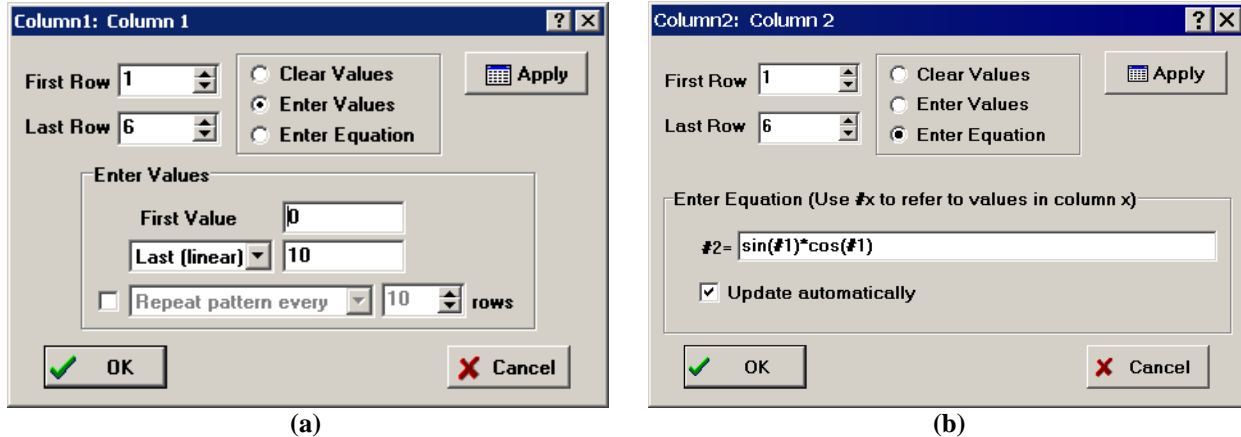 Column1: Column 1
First Row 1
Last Row 6
Clear Values
Enter Values
Enter Equation
Apply
Enter Values
First Value 0
Last (linear) 10
Repeat pattern every 10 rows
OK
Cancel
(a)
Column2: Column 2
First Row 1
Last Row 6
Clear Values
Enter Values
Enter Equation
Apply
Enter Equation (Use #x to refer to values in column x)
#2= sin(#1)*cos(#1)
Update automatically
OK
Cancel
(b)